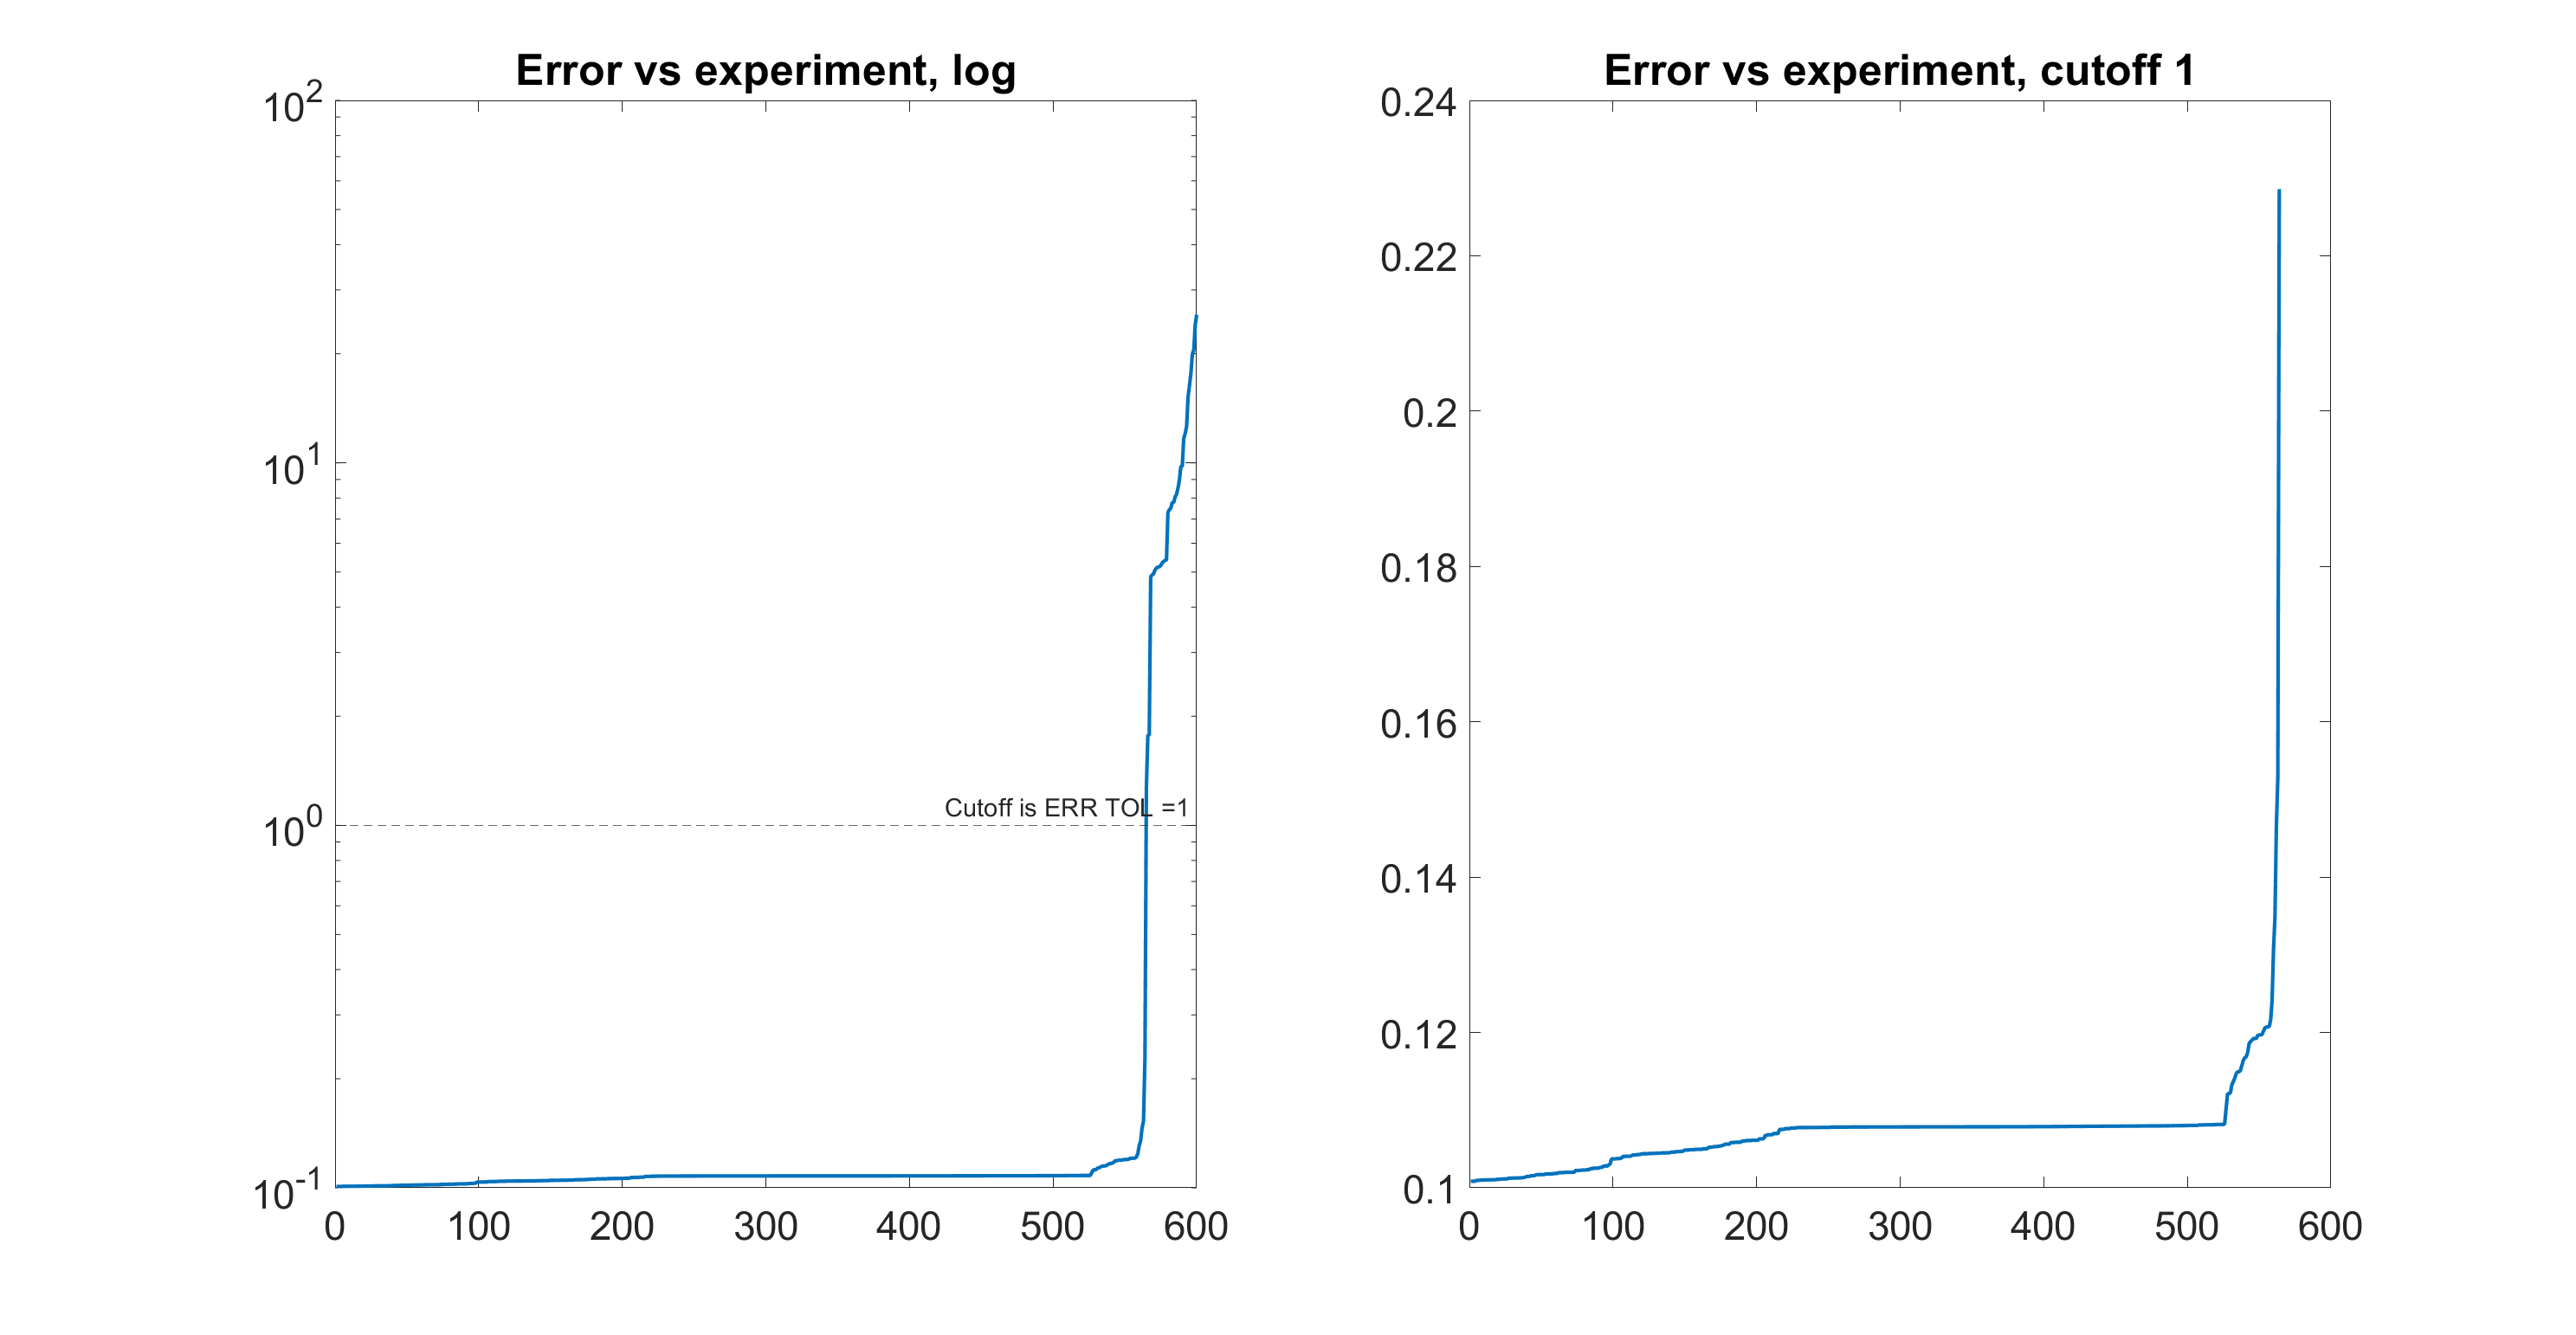 Error vs experiment, log
10^2
10^1
10^0
10^-1
Cutoff is ERR TOL =1
0 100 200 300 400 500 600
Error vs experiment, cutoff 1
0.24
0.22
0.2
0.18
0.16
0.14
0.12
0.1
0 100 200 300 400 500 600